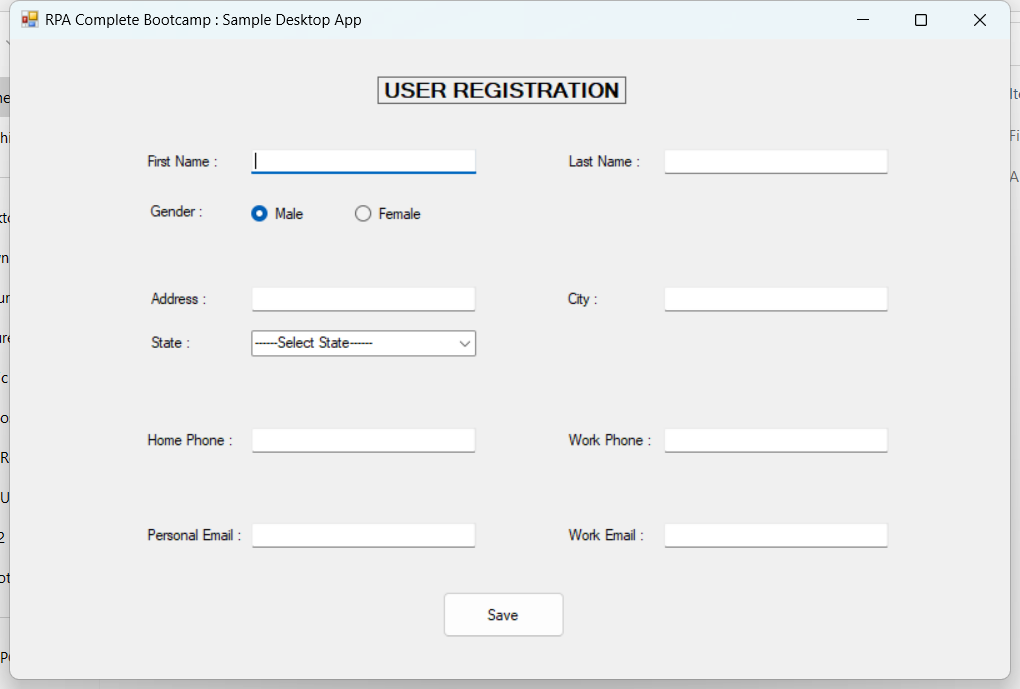 RPA Complete Bootcamp : Sample Desktop App
USER REGISTRATION
First Name :
Last Name :
Gender :
Male
Female
Address :
City :
State :
------Select State------
Home Phone :
Work Phone :
Personal Email :
Work Email :
Save